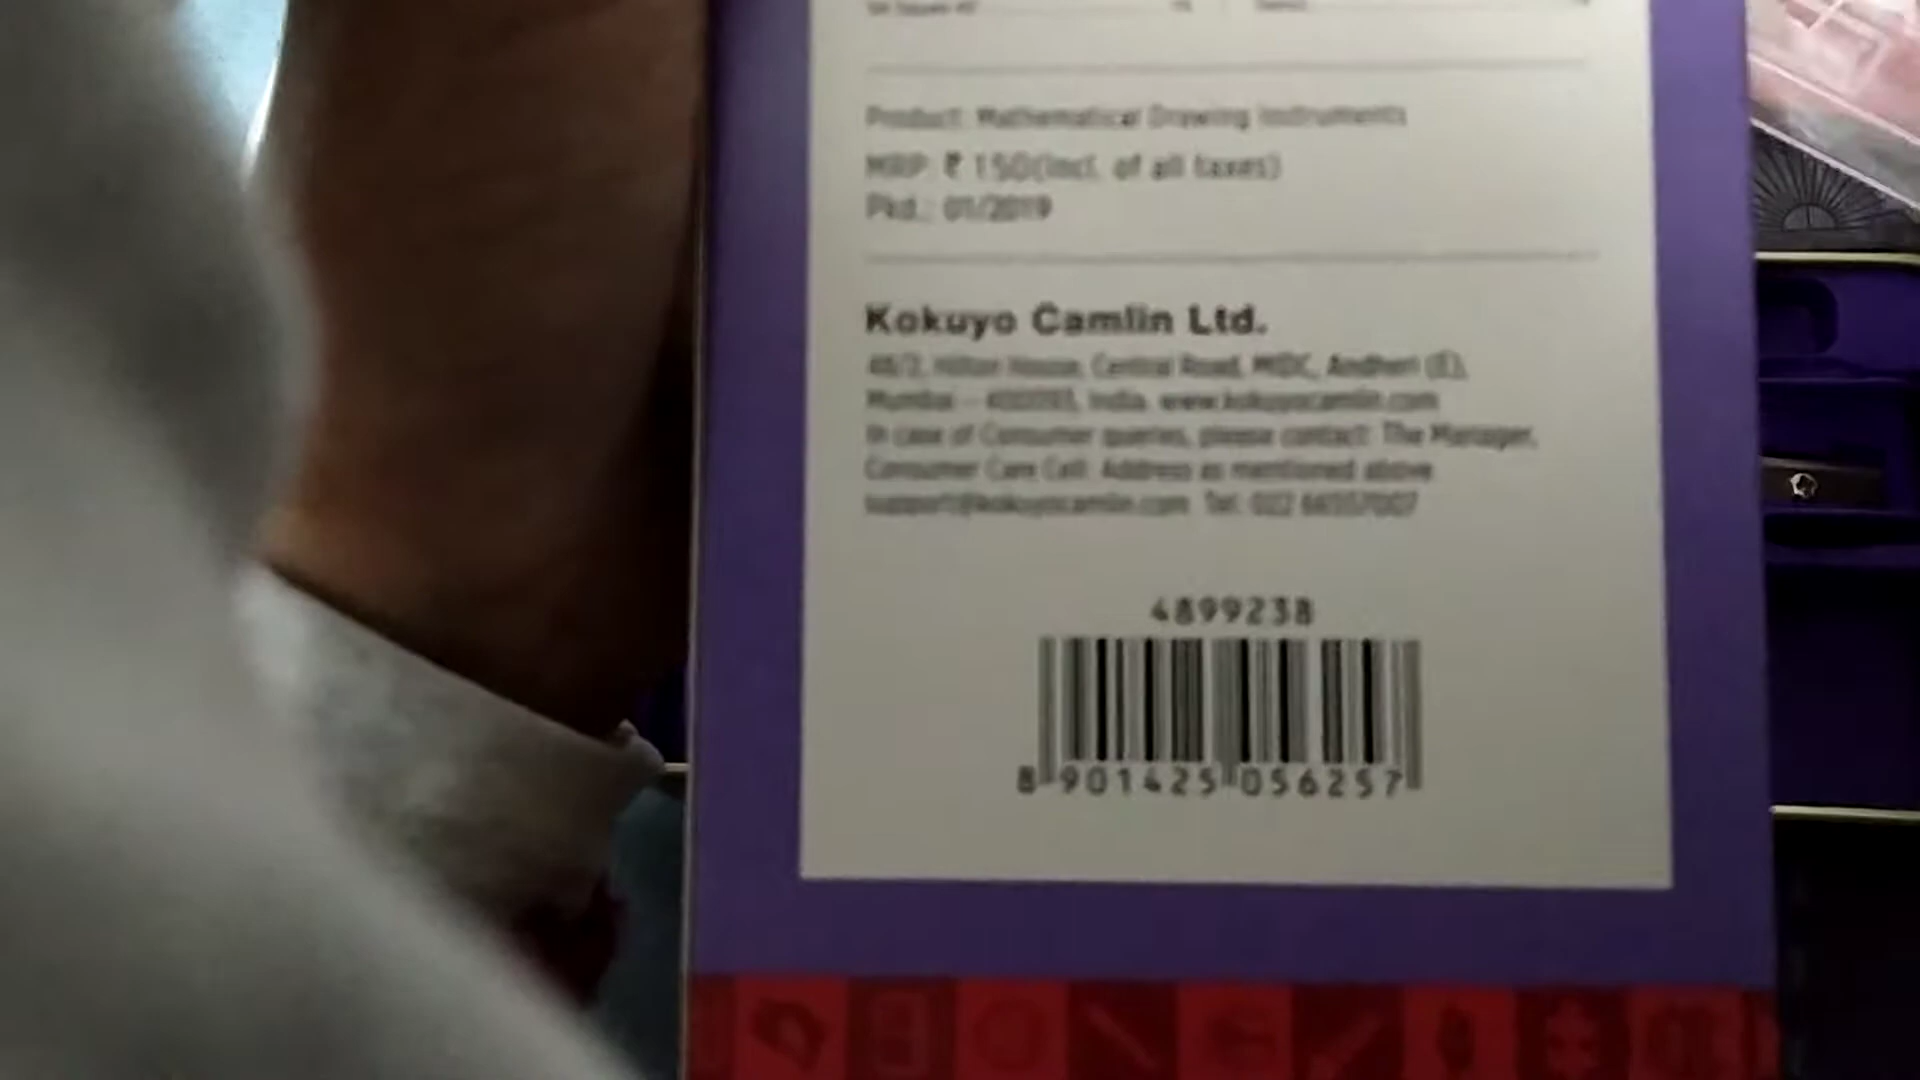 Product: Mathematical Drawing Instruments
MRP: ₹ 150(incl. of all taxes)
Pkd.: 01/2019
Kokuyo Camlin Ltd.
48/2, Hilton House, Central Road, MIDC, Andheri (E),
Mumbai - 400093, India. www.kokuyocamlin.com
In case of Consumer queries, please contact: The Manager,
Consumer Care Cell. Address as mentioned above
support@kokuyocamlin.com Tel: 022 66557007
4899238
8 901425 056257